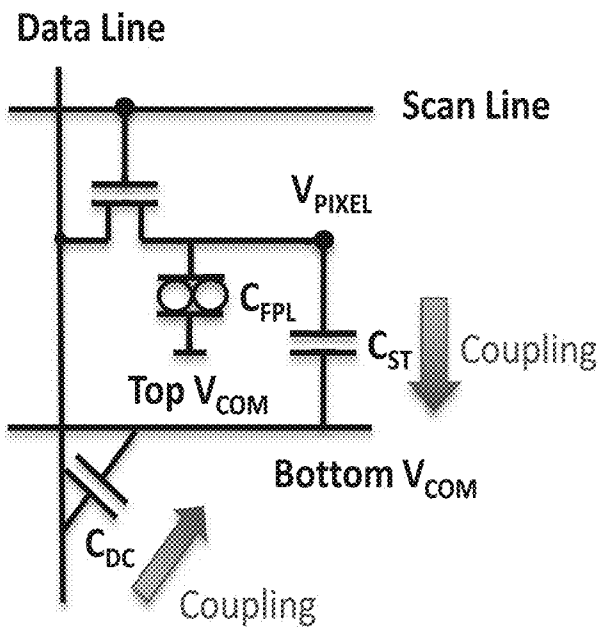 Data Line
Scan Line
VPIXEL
CFPL
CST
Coupling
Top VCOM
Bottom VCOM
CDC
Coupling